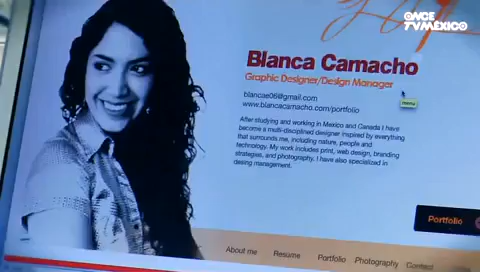 ONCE
TV MÉXICO
Blanca Camacho
Graphic Designer/Design Manager
blancae06@gmail.com
www.blancacamacho.com/portfolio
menu
After studying and working in Mexico and Canada I have
become a multi-disciplined designer inspired by everything
that surrounds me, including nature, people and
technology. My work includes print, web design, branding
strategies, and photography. I have also specialized in
desing management.
Portfolio
About me Resume Portfolio Photography Contact